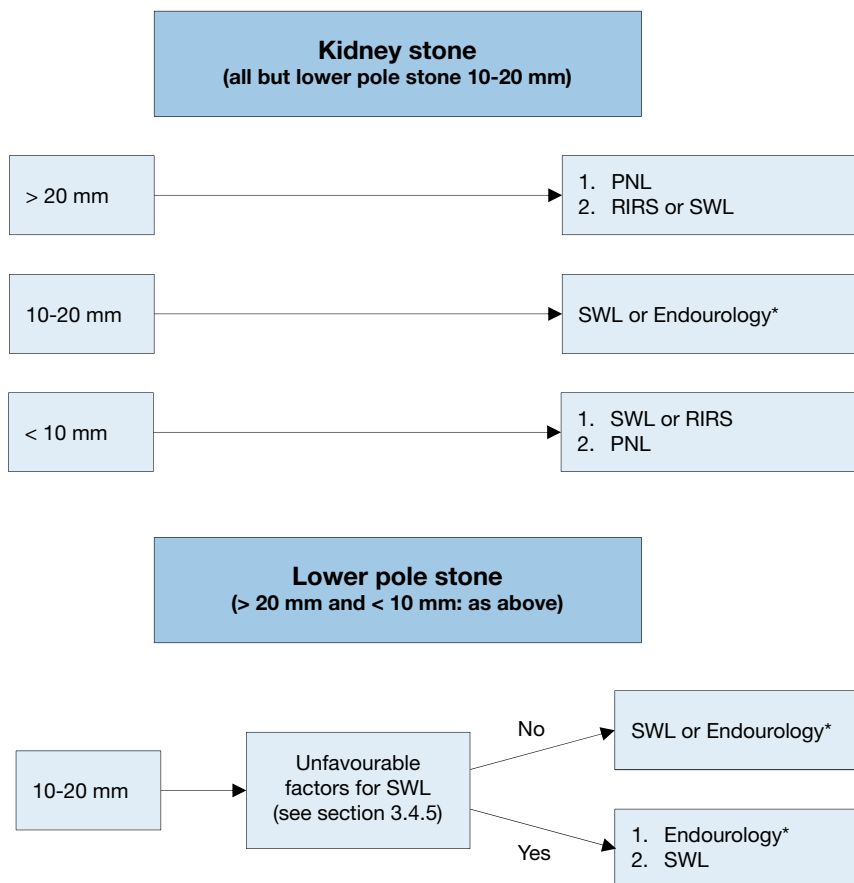 Kidney stone
(all but lower pole stone 10-20 mm)
> 20 mm
1. PNL
2. RIRS or SWL
10-20 mm
SWL or Endourology*
< 10 mm
1. SWL or RIRS
2. PNL
Lower pole stone
(> 20 mm and < 10 mm: as above)
10-20 mm
Unfavourable
factors for SWL
(see section 3.4.5)
No
SWL or Endourology*
Yes
1. Endourology*
2. SWL